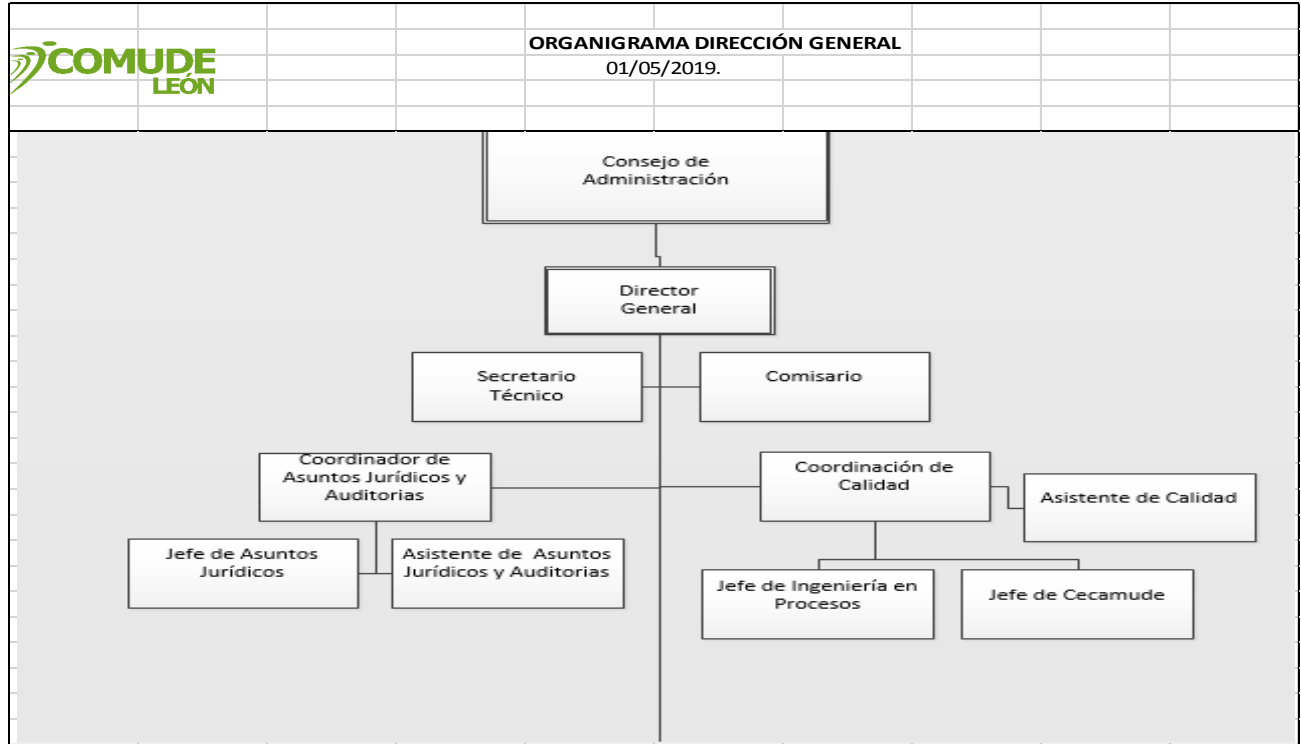 COMUDE
LEÓN
ORGANIGRAMA DIRECCIÓN GENERAL
01/05/2019.
Consejo de
Administración
Director
General
Secretario
Técnico
Comisario
Coordinador de
Asuntos Jurídicos y
Auditorias
Coordinación de
Calidad
Asistente de Calidad
Jefe de Asuntos
Jurídicos
Asistente de Asuntos
Jurídicos y Auditorias
Jefe de Ingeniería en
Procesos
Jefe de Cecamude